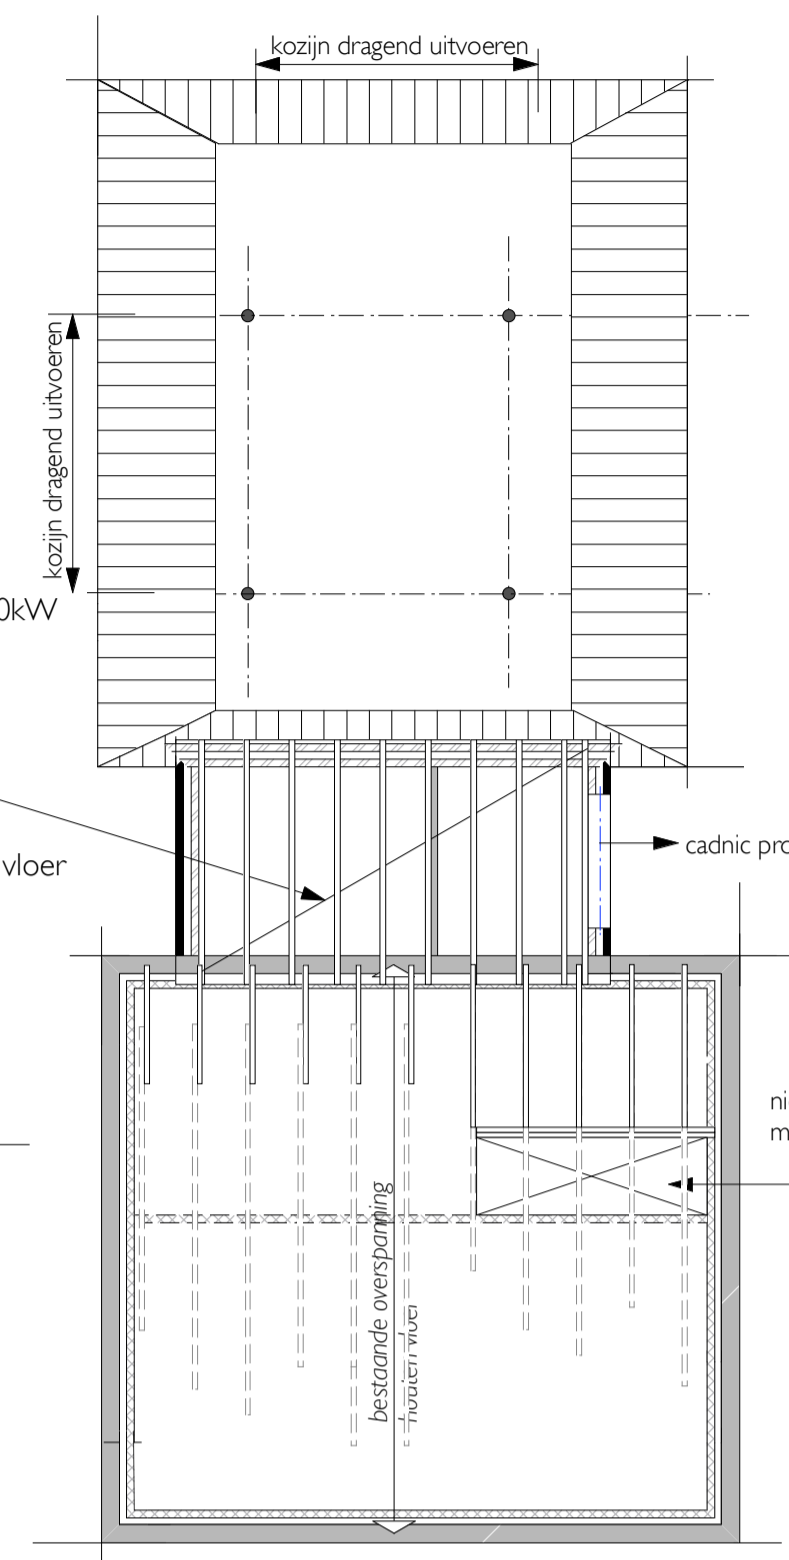 kozijn dragend uitvoeren
kozijn dragend uitvoeren
0kW
vloer
cadnic pro
ni
m
bestaande overspanning
houten vloer